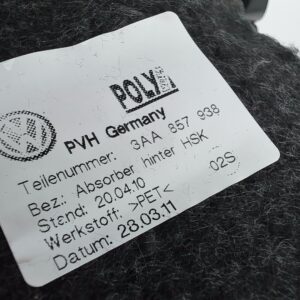 POLY
PVH Germany
Teilenummer: 3AA 857 938
Bez.: Absorber hinter HSK
Stand: 20.04.10 02S
Werkstoff: >PET<
Datum: 28.03.11